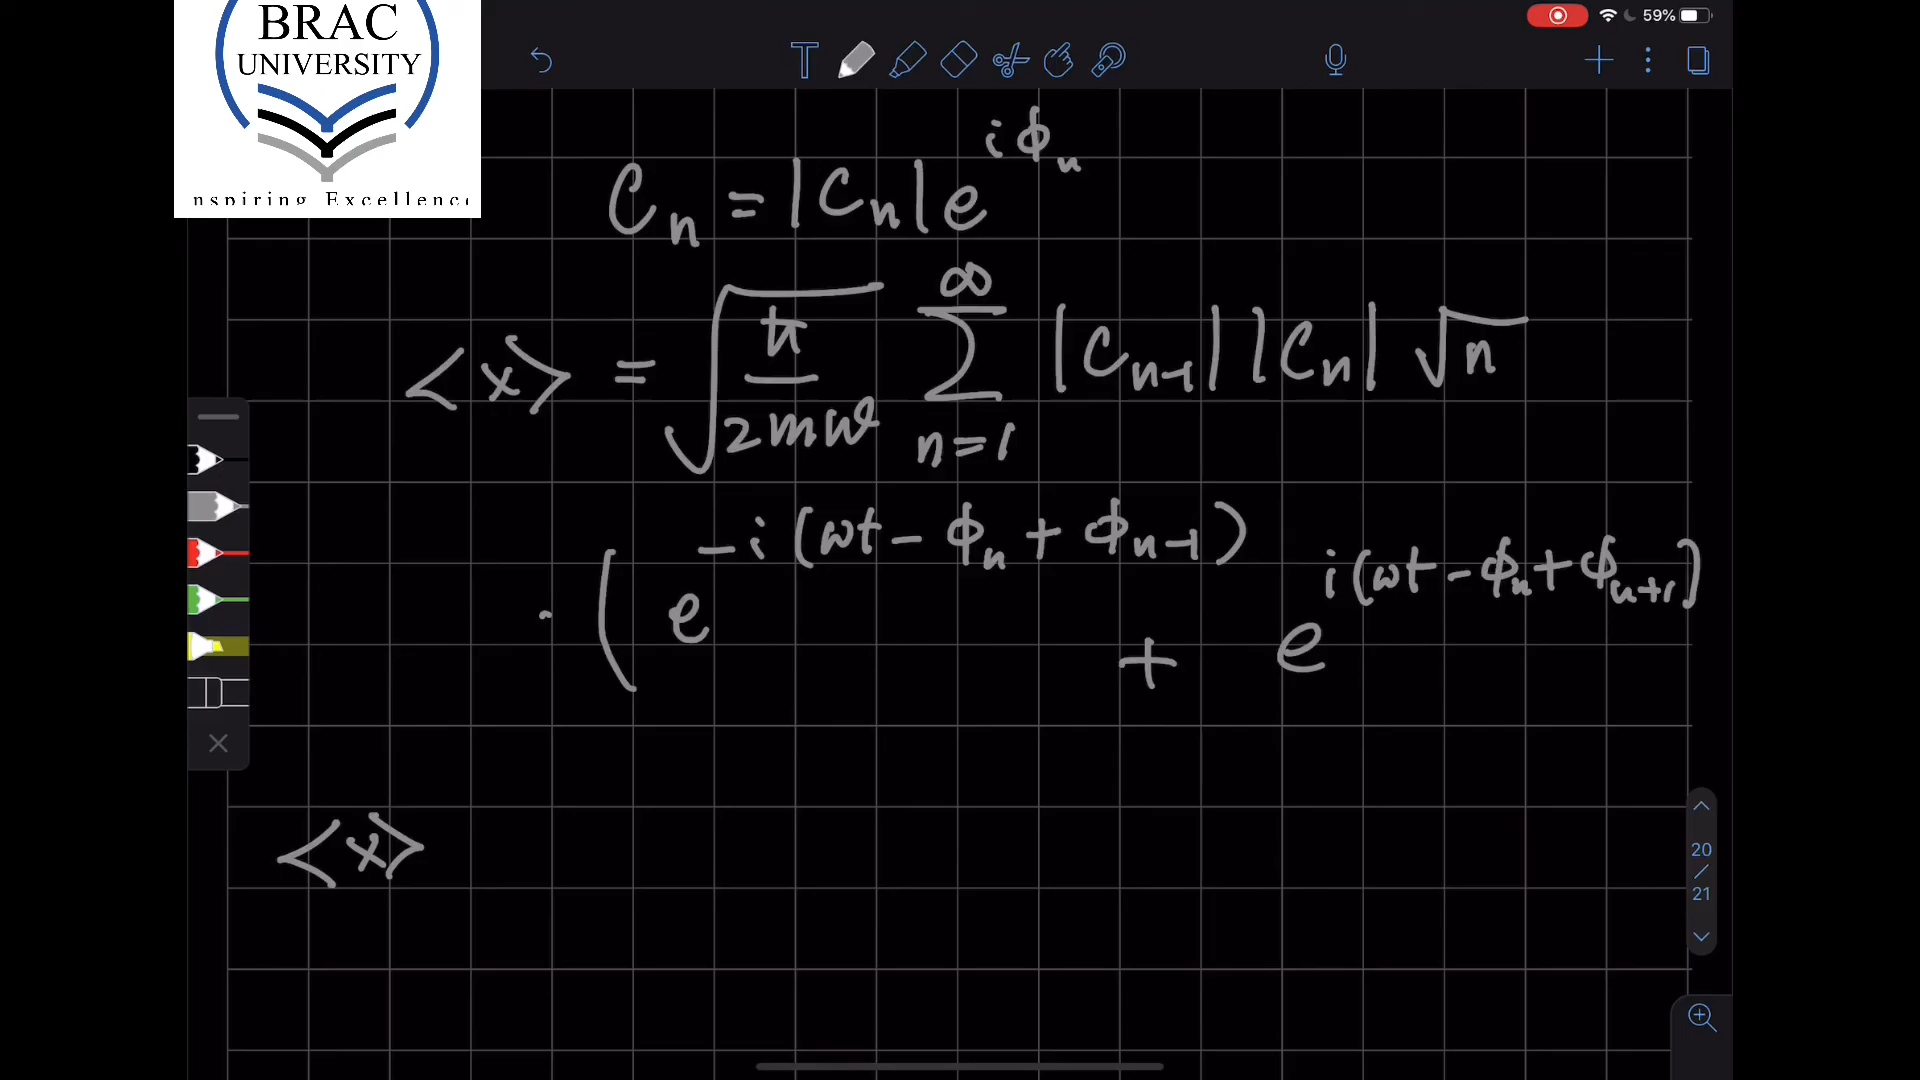 BRAC
UNIVERSITY
nspiring Excellenc
59%
T
C_n = |C_n| e^{iϕ_n}
<x> = √(ħ/2mω) ∑_{n=1}^{∞} |C_{n-1}| |C_n| √n
· ( e^{-i(ωt - ϕ_n + ϕ_{n-1})} + e^{i(ωt - ϕ_n + ϕ_{n+1})}
<x>
20
/
21